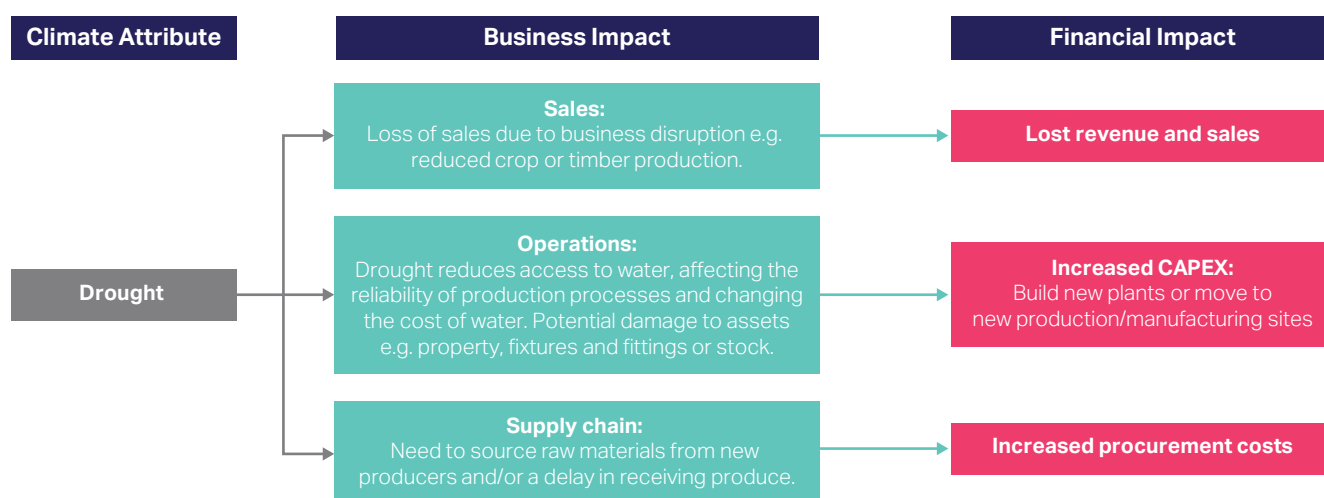 Climate Attribute
Business Impact
Financial Impact
Sales:
Loss of sales due to business disruption e.g.
reduced crop or timber production.
Lost revenue and sales
Drought
Operations:
Drought reduces access to water, affecting the
reliability of production processes and changing
the cost of water. Potential damage to assets
e.g. property, fixtures and fittings or stock.
Increased CAPEX:
Build new plants or move to
new production/manufacturing sites
Supply chain:
Need to source raw materials from new
producers and/or a delay in receiving produce.
Increased procurement costs